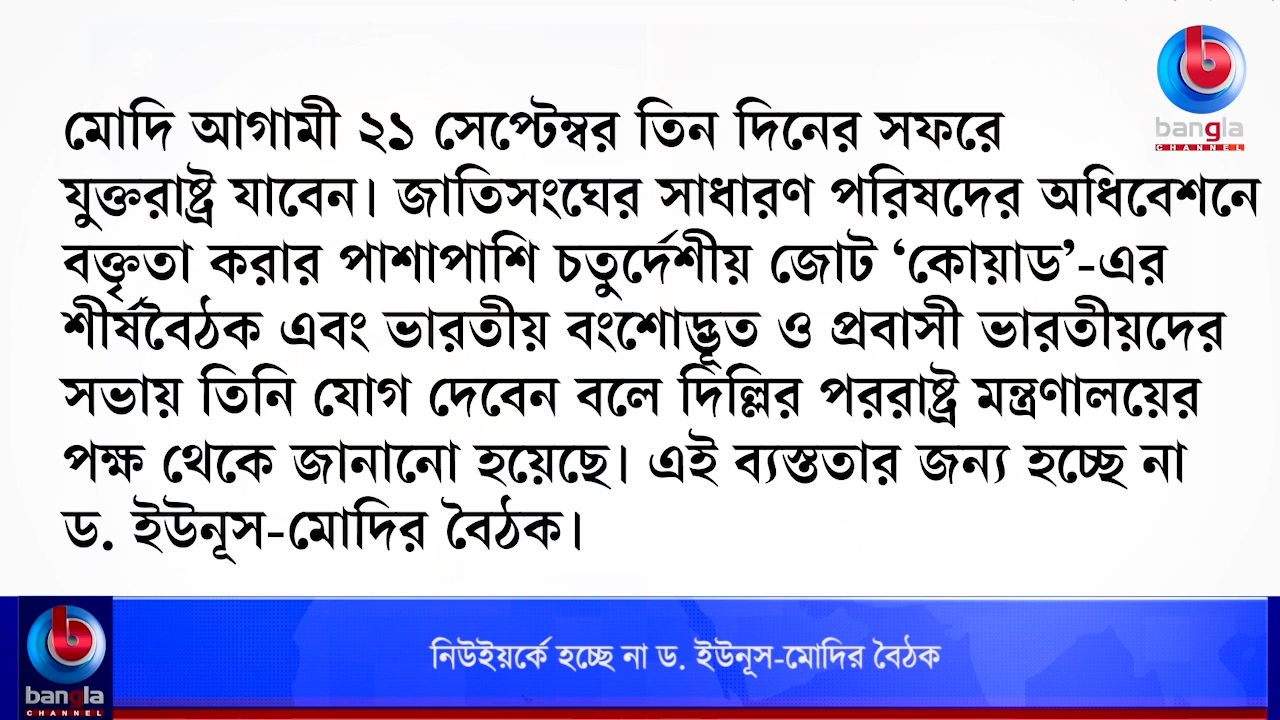 bangla
CHANNEL
মোদি আগামী ২১ সেপ্টেম্বর তিন দিনের সফরে
যুক্তরাষ্ট্র যাবেন। জাতিসংঘের সাধারণ পরিষদের অধিবেশনে
বক্তৃতা করার পাশাপাশি চতুর্দেশীয় জোট ‘কোয়াড’-এর
শীর্ষবৈঠক এবং ভারতীয় বংশোদ্ভূত ও প্রবাসী ভারতীয়দের
সভায় তিনি যোগ দেবেন বলে দিল্লির পররাষ্ট্র মন্ত্রণালয়ের
পক্ষ থেকে জানানো হয়েছে। এই ব্যস্ততার জন্য হচ্ছে না
ড. ইউনূস-মোদির বৈঠক।
নিউইয়র্কে হচ্ছে না ড. ইউনূস-মোদির বৈঠক
bangla
CHANNEL